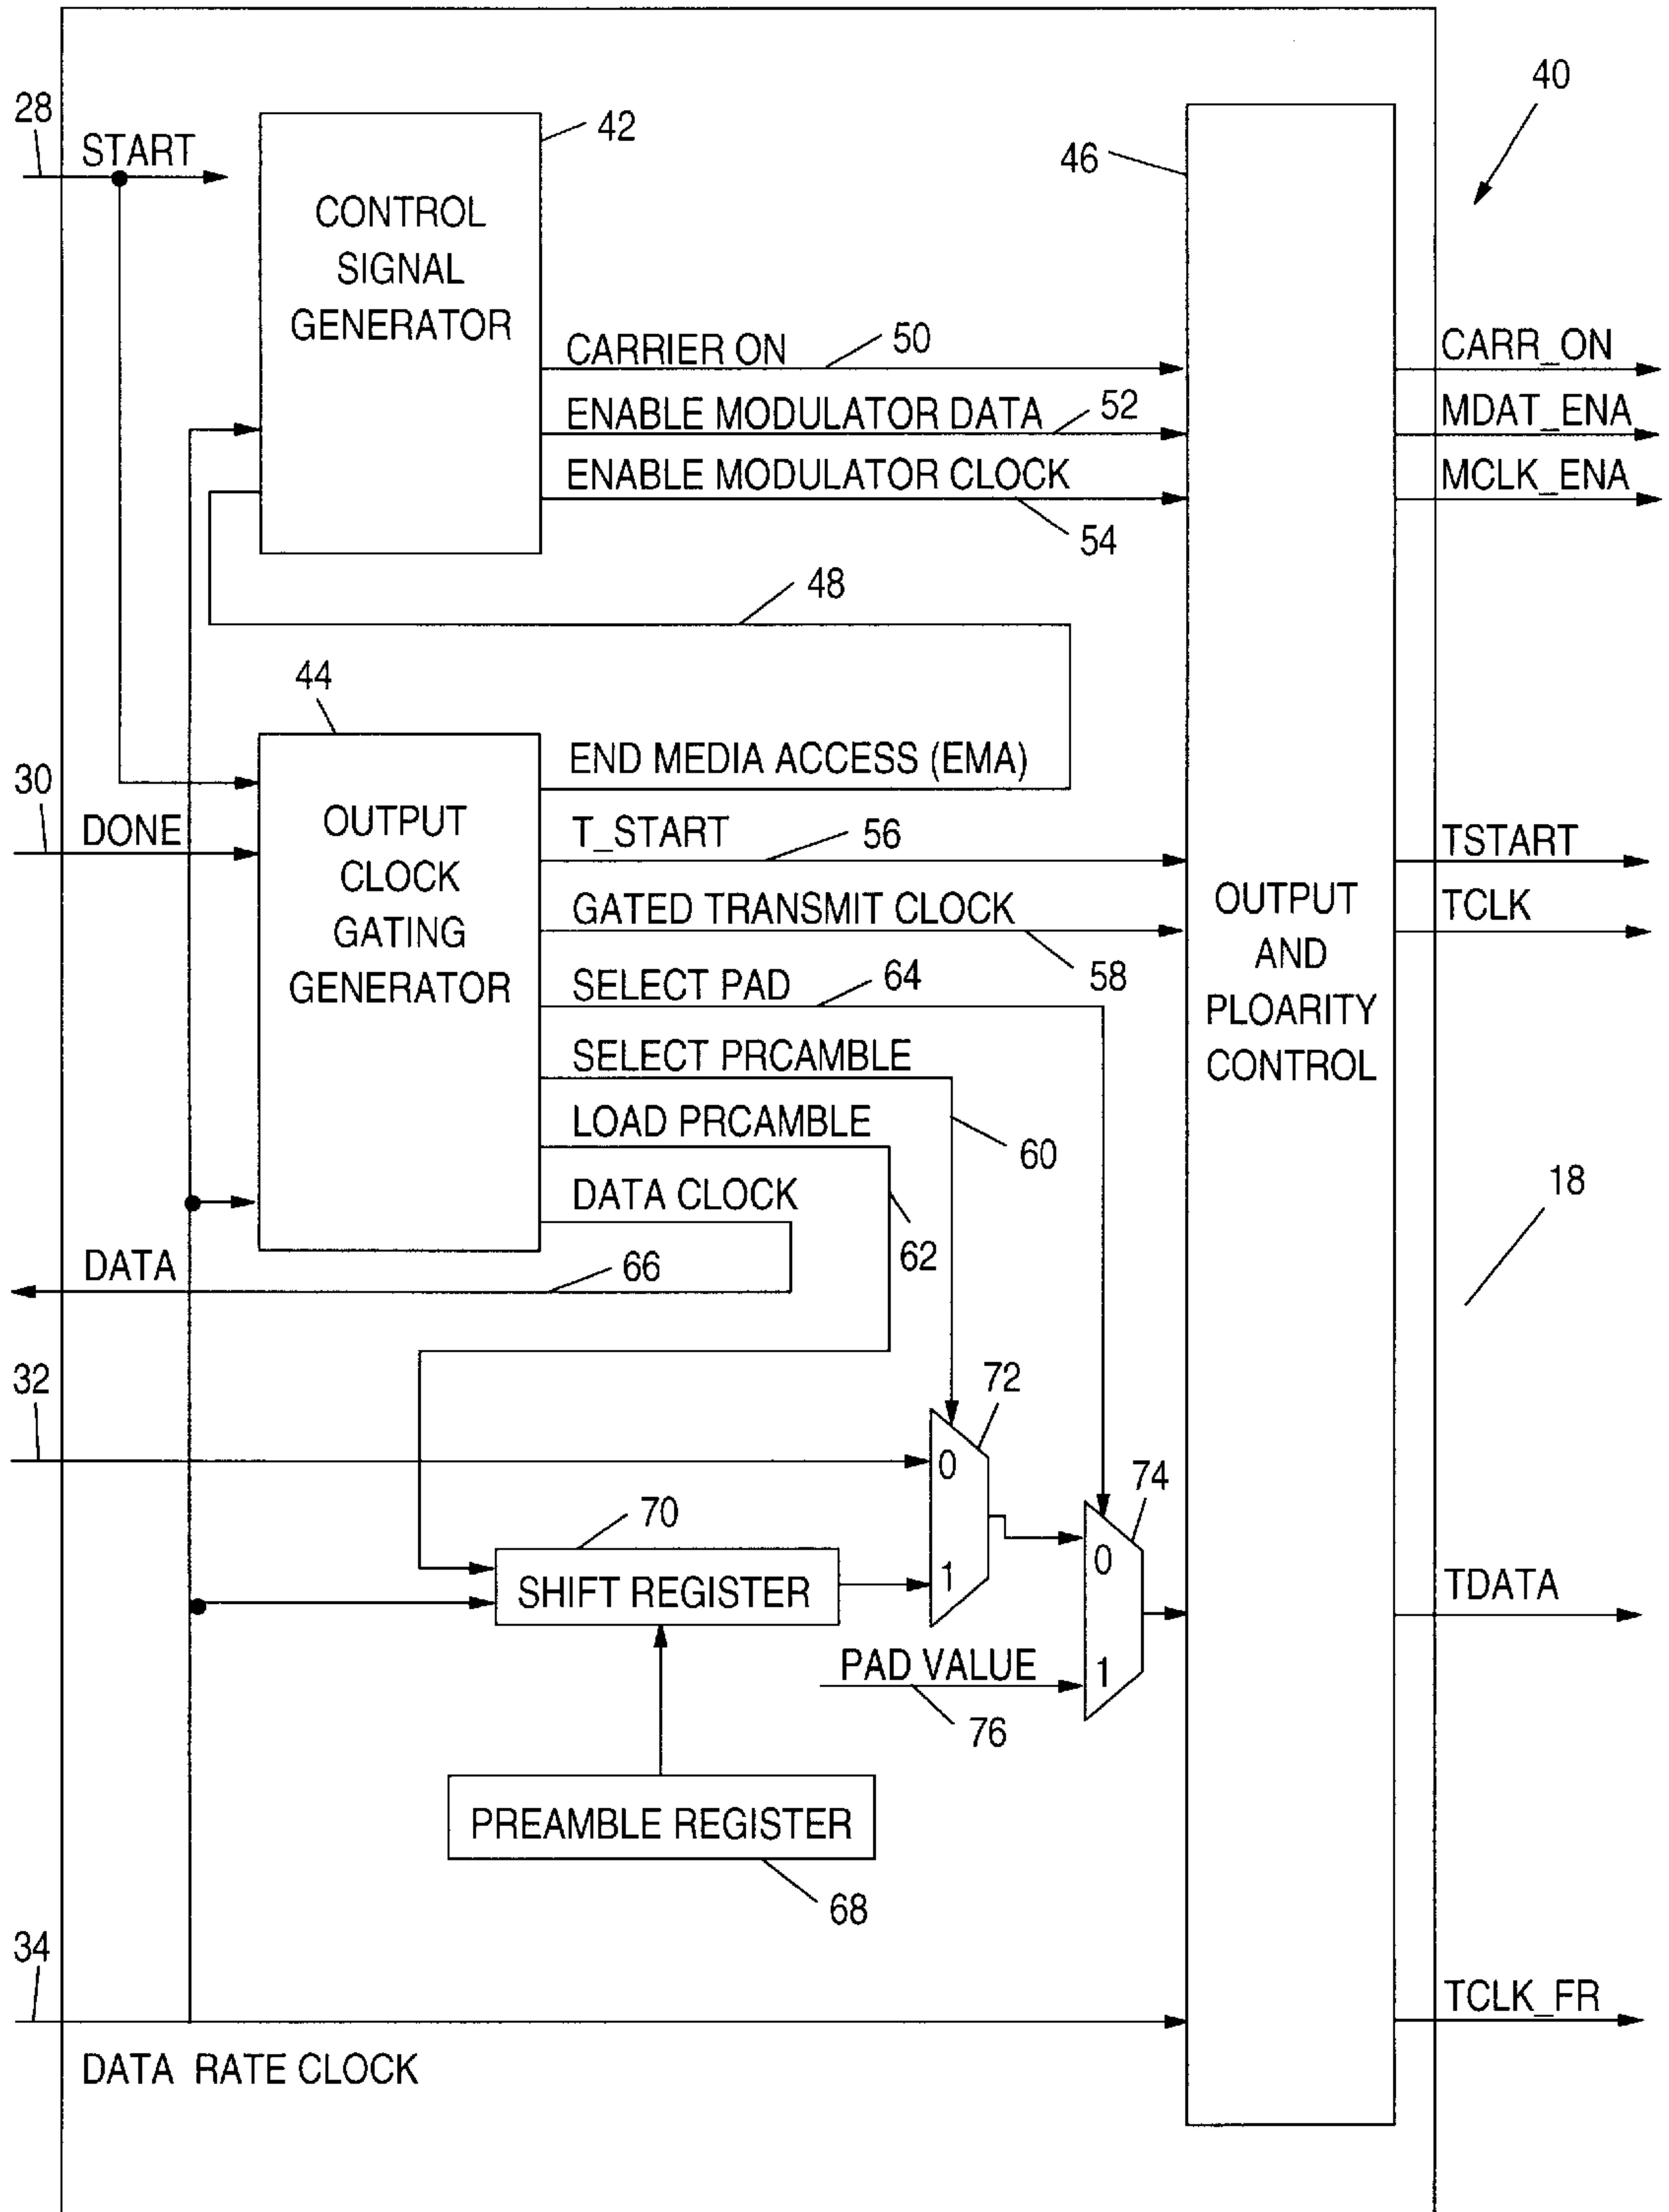 40
28
START
42
46
CONTROL
SIGNAL
GENERATOR
CARRIER ON
50
CARR_ON
ENABLE MODULATOR DATA
52
MDAT_ENA
ENABLE MODULATOR CLOCK
MCLK_ENA
54
48
44
END MEDIA ACCESS (EMA)
30
DONE
OUTPUT
CLOCK
GATING
GENERATOR
T_START
56
TSTART
GATED TRANSMIT CLOCK
58
TCLK
OUTPUT
AND
PLOARITY
CONTROL
SELECT PAD
64
SELECT PRCAMBLE
60
LOAD PRCAMBLE
62
DATA CLOCK
18
DATA
66
32
72
0
1
74
0
1
70
SHIFT REGISTER
TDATA
PAD VALUE
76
PREAMBLE REGISTER
68
34
TCLK_FR
DATA RATE CLOCK